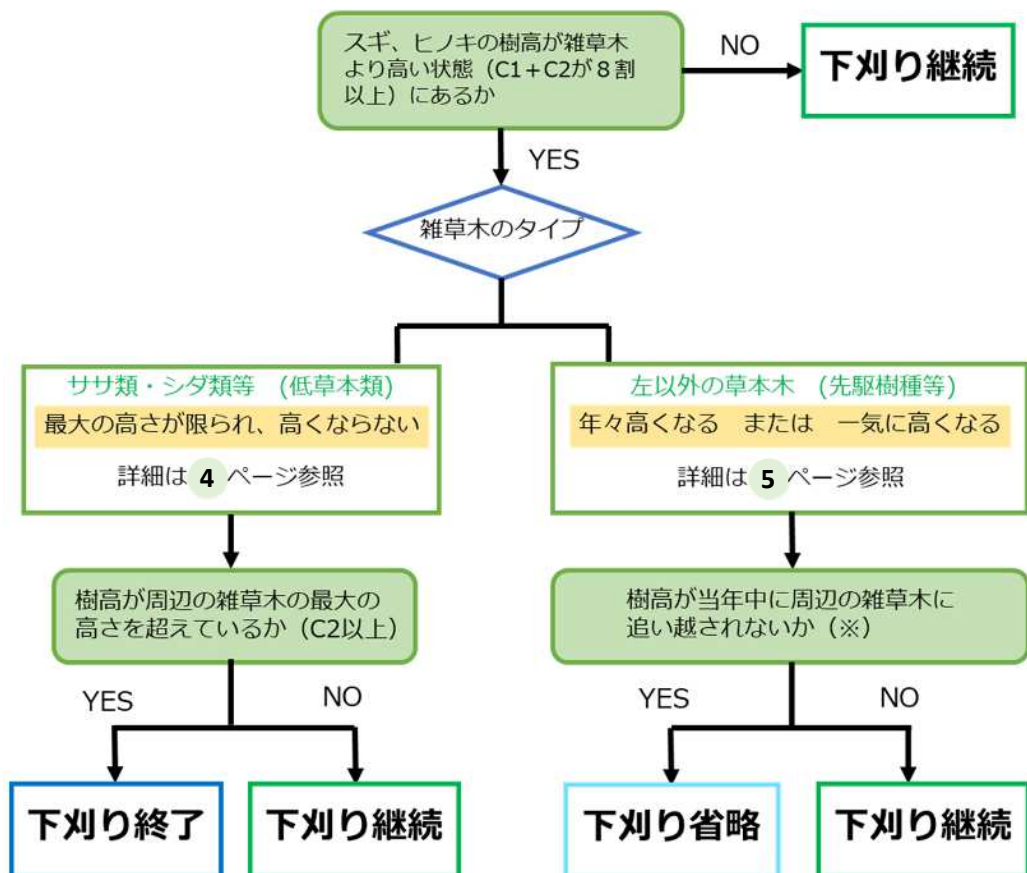 スギ、ヒノキの樹高が雑草木
より高い状態（C1＋C2が８割
以上）にあるか
NO
下刈り継続
YES
雑草木のタイプ
ササ類・シダ類等 (低草本類)
最大の高さが限られ、高くならない
詳細は 4 ページ参照
左以外の草本木 (先駆樹種等)
年々高くなる または 一気に高くなる
詳細は 5 ページ参照
樹高が周辺の雑草木の最大の
高さを超えているか（C2以上）
樹高が当年中に周辺の雑草木に
追い越されないか（※）
YES
NO
YES
NO
下刈り終了
下刈り継続
下刈り省略
下刈り継続